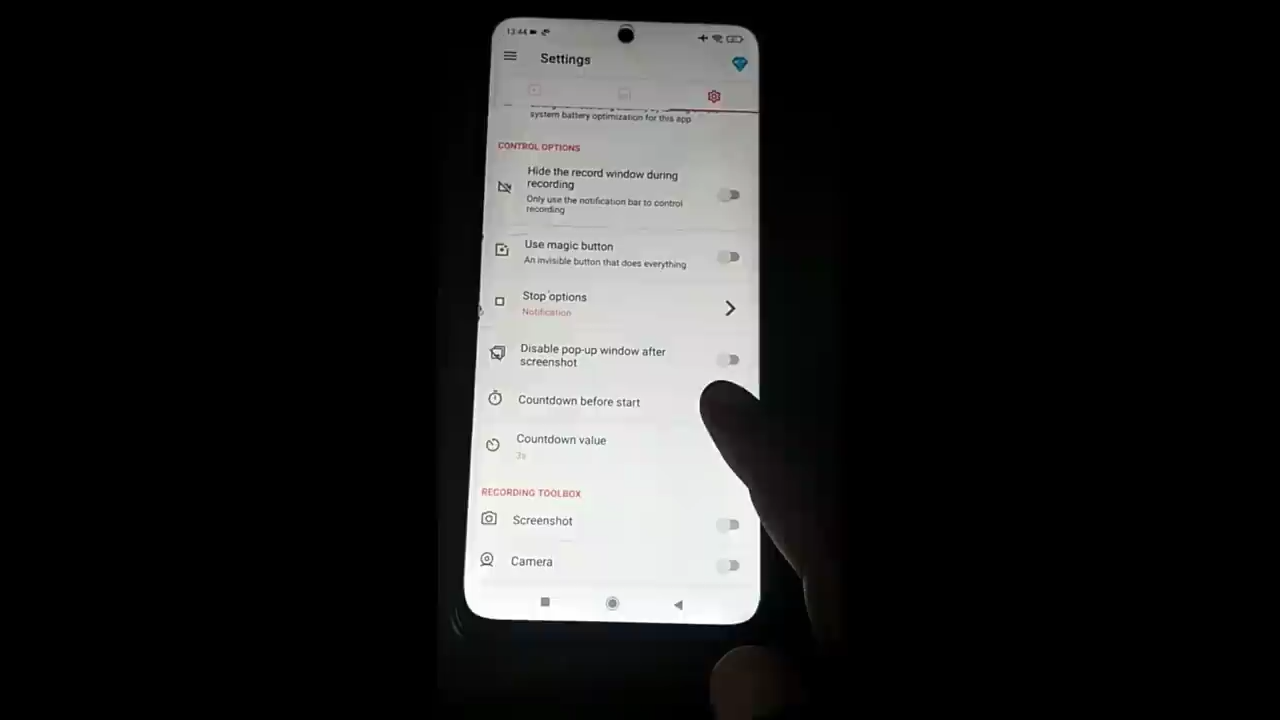 13:44
Settings
system battery optimization for this app
CONTROL OPTIONS
Hide the record window during
recording
Only use the notification bar to control
recording
Use magic button
An invisible button that does everything
Stop options
Notification
Disable pop-up window after
screenshot
Countdown before start
Countdown value
3s
RECORDING TOOLBOX
Screenshot
Camera